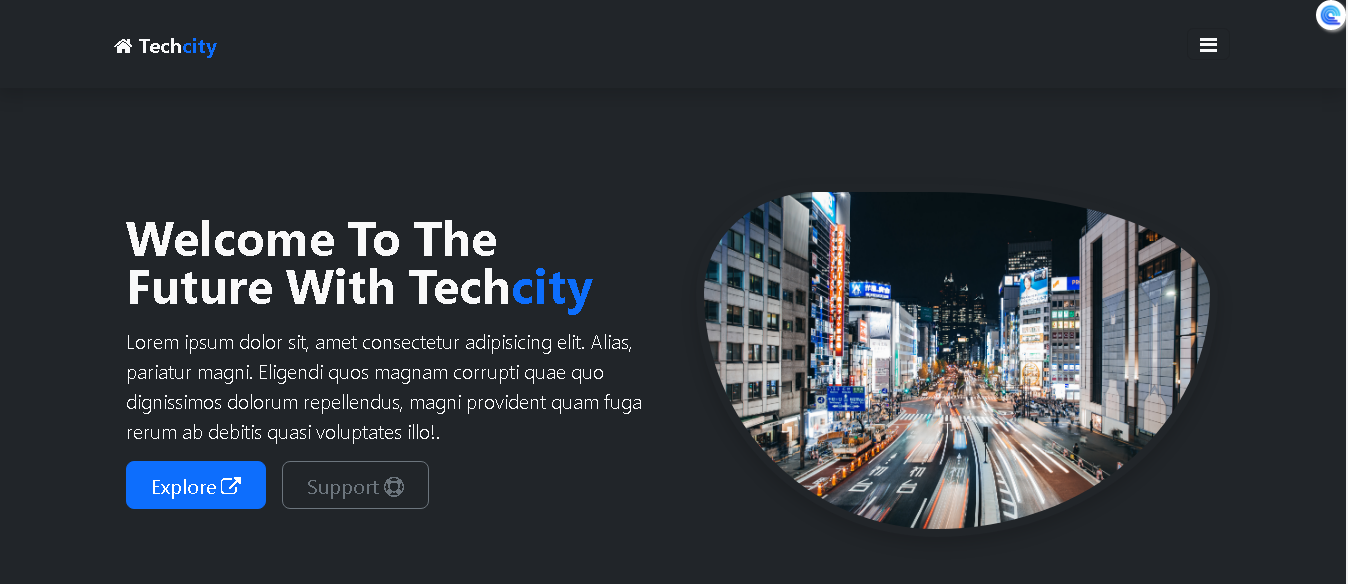 Techcity
Welcome To The
Future With Techcity
Lorem ipsum dolor sit, amet consectetur adipisicing elit. Alias,
pariatur magni. Eligendi quos magnam corrupti quae quo
dignissimos dolorum repellendus, magni provident quam fuga
rerum ab debitis quasi voluptates illo!.
Explore
Support